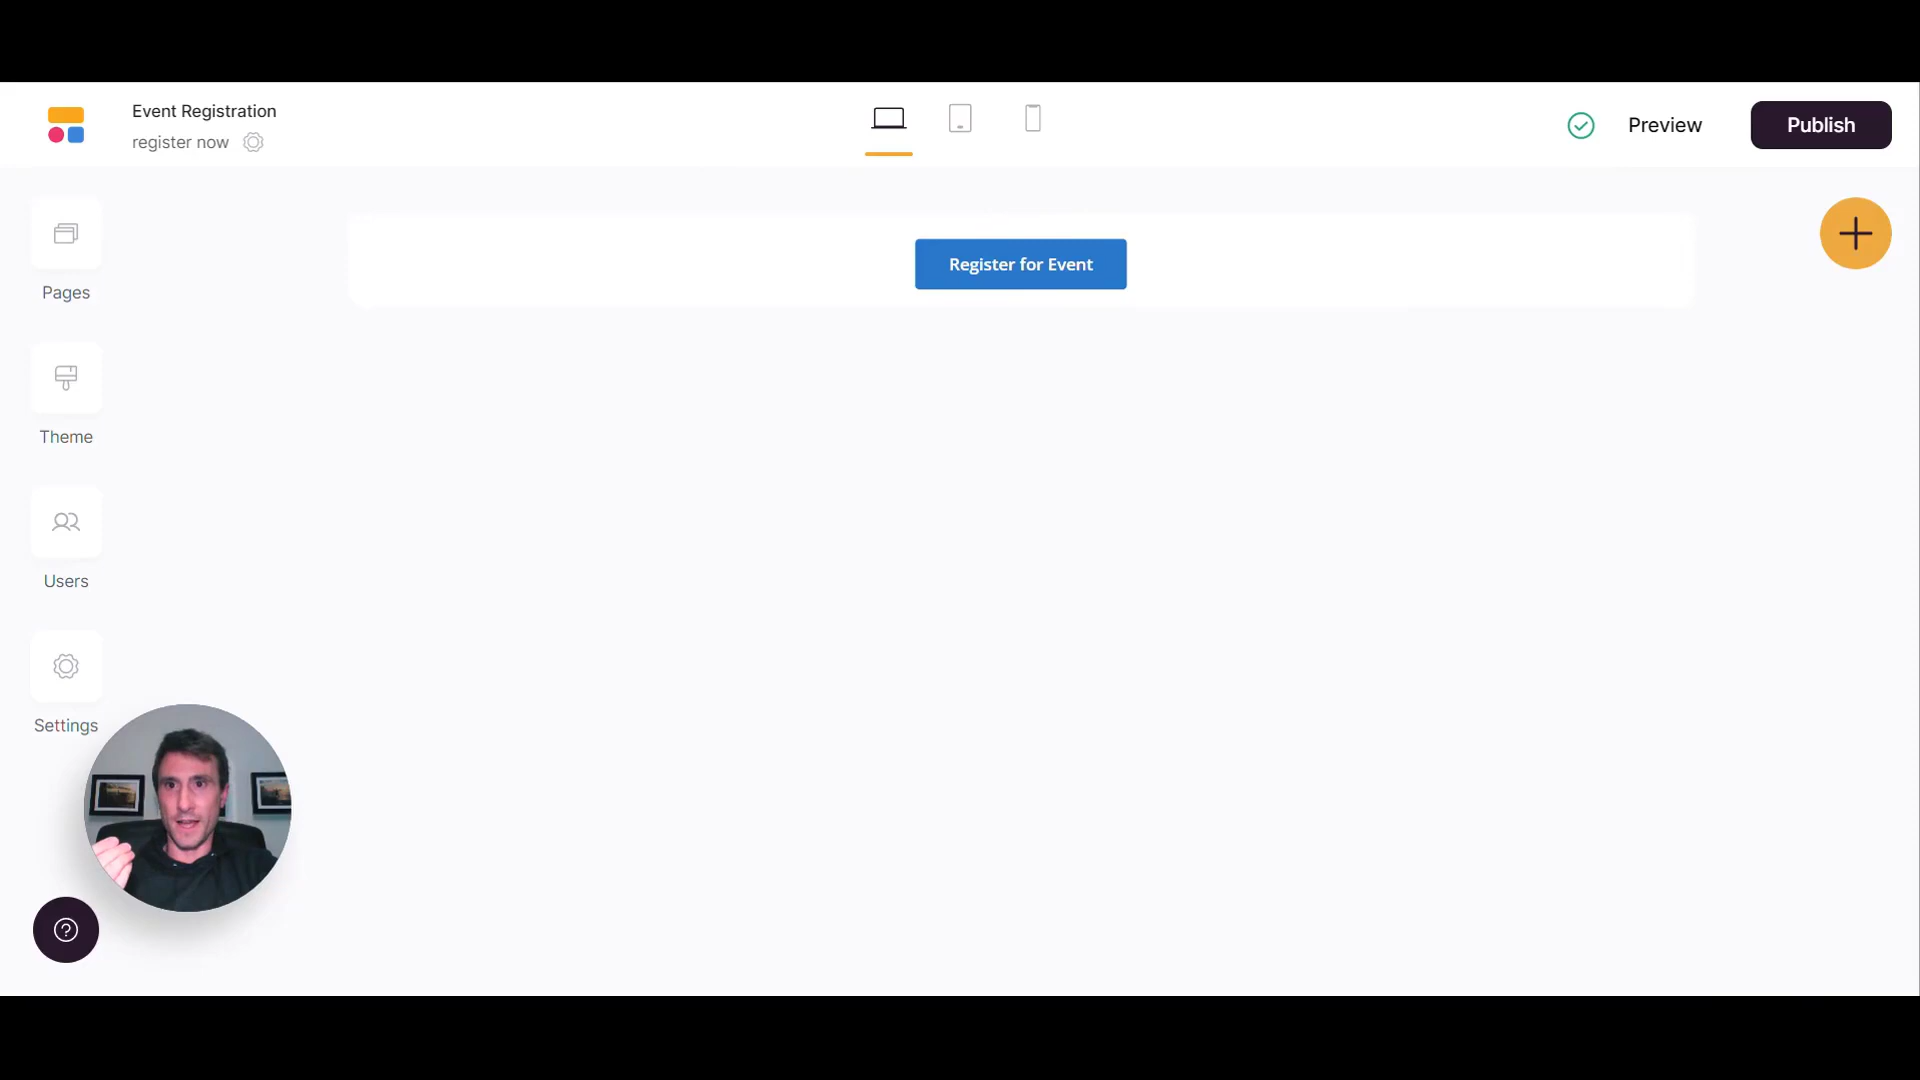 Event Registration
register now
Preview
Publish
Register for Event
Pages
Theme
Users
Settings